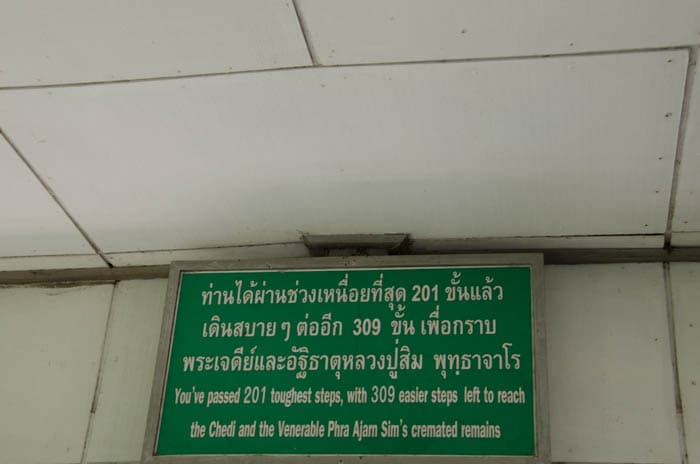 ท่านได้ผ่านช่วงเหนื่อยที่สุด 201 ขั้นแล้ว
เดินสบาย ๆ ต่ออีก 309 ขั้น เพื่อกราบ
พระเจดีย์และอัฐิธาตุหลวงปู่สิม พุทฺธาจาโร
You've passed 201 toughest steps, with 309 easier steps left to reach
the Chedi and the Venerable Phra Ajarn Sim's cremated remains